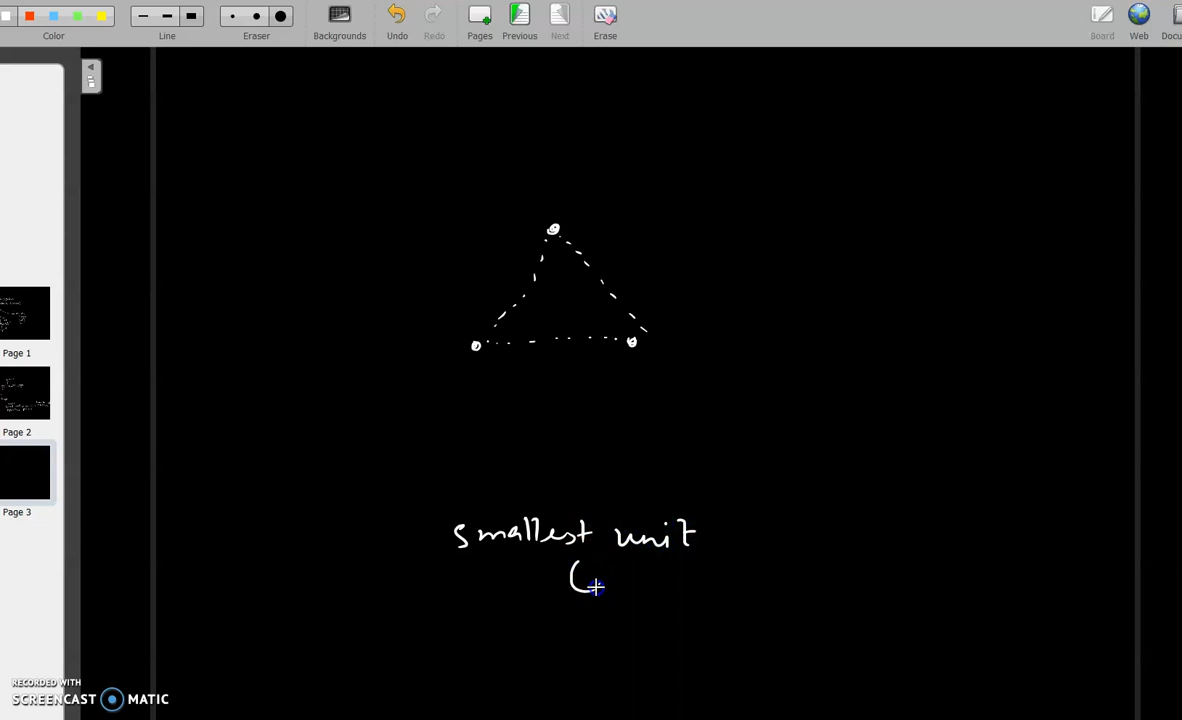 Color Line Eraser Backgrounds Undo Redo Pages Previous Next Erase Board Web Docu
Page 1
Page 2
Page 3
smallest unit
(
RECORDED WITH
SCREENCAST MATIC